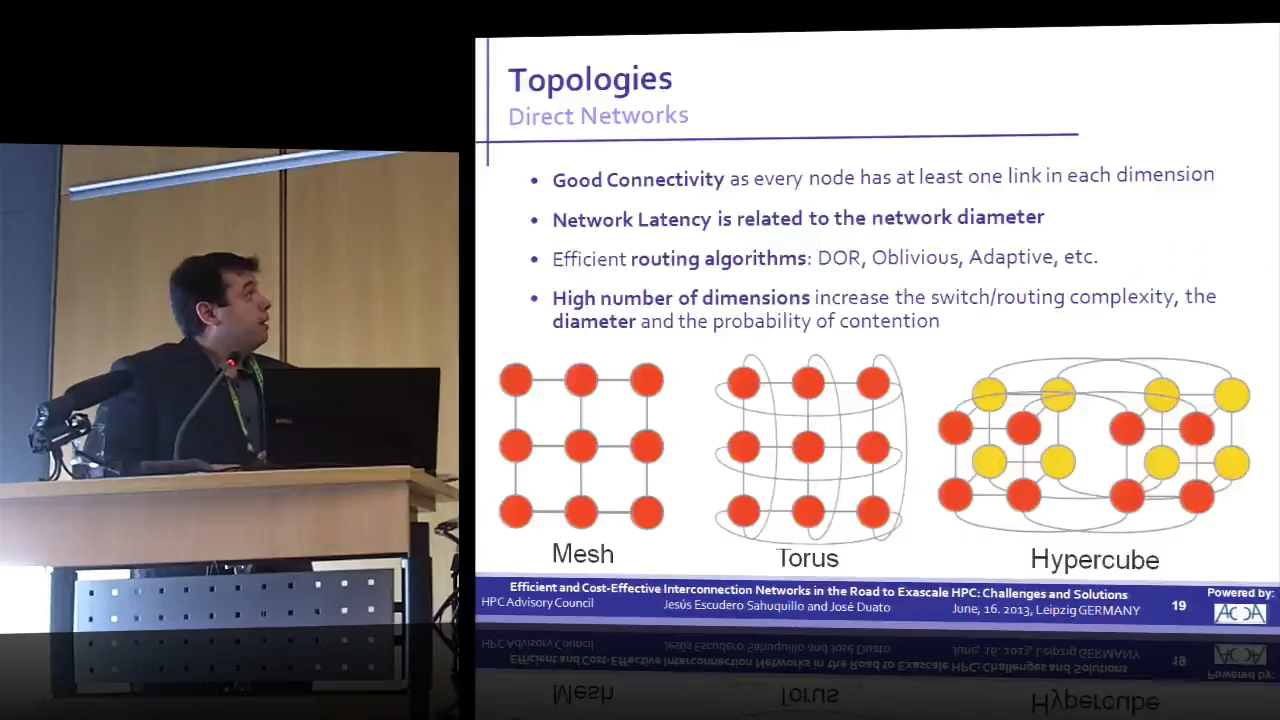 Topologies
Direct Networks
• Good Connectivity as every node has at least one link in each dimension
• Network Latency is related to the network diameter
• Efficient routing algorithms: DOR, Oblivious, Adaptive, etc.
• High number of dimensions increase the switch/routing complexity, the
diameter and the probability of contention
Mesh
Torus
Hypercube
Efficient and Cost-Effective Interconnection Networks in the Road to Exascale HPC: Challenges and Solutions
HPC Advisory Council
Jesús Escudero Sahuquillo and José Duato
June, 16. 2013, Leipzig GERMANY
19
Powered by: